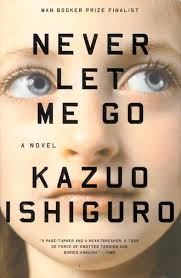 MAN BOOKER PRIZE FINALIST
NEVER
LET
ME GO
A NOVEL
KAZUO
ISHIGURO
"A PAGE TURNER AND A HEARTBREAKER, A TOUR
DE FORCE OF KNOTTED TENSION AND
BURIED ANGUISH." —TIME